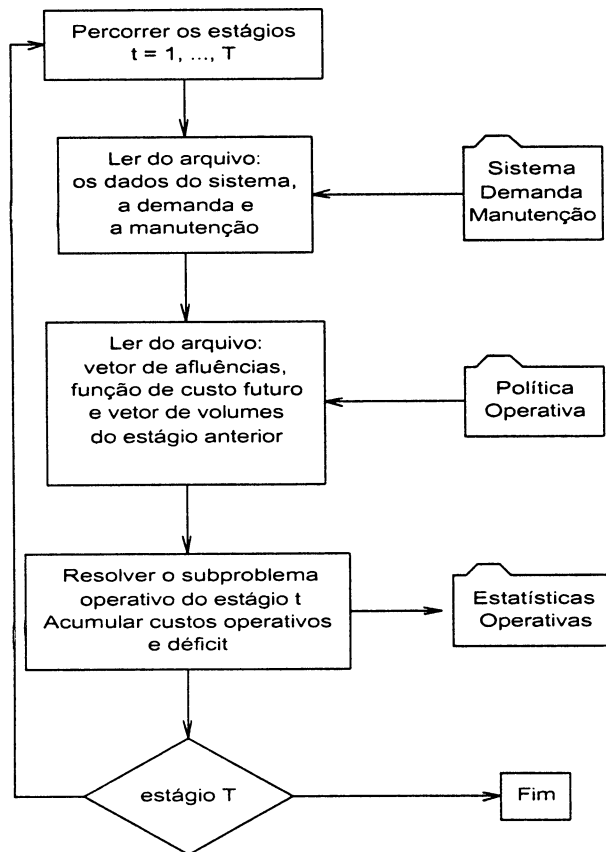 Percorrer os estágios
t = 1, ..., T
Ler do arquivo:
os dados do sistema,
a demanda e
a manutenção
Sistema
Demanda
Manutenção
Ler do arquivo:
vetor de afluências,
função de custo futuro
e vetor de volumes
do estágio anterior
Política
Operativa
Resolver o subproblema
operativo do estágio t
Acumular custos operativos
e déficit
Estatísticas
Operativas
estágio T
Fim